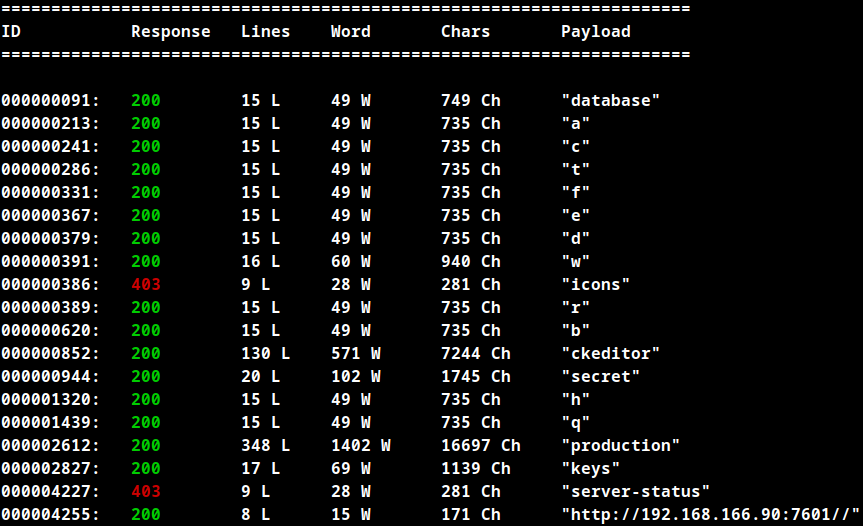 =====================================================================
ID           Response   Lines    Word       Chars       Payload
=====================================================================
000000091:   200        15 L     49 W       749 Ch      "database"
000000213:   200        15 L     49 W       735 Ch      "a"
000000241:   200        15 L     49 W       735 Ch      "c"
000000286:   200        15 L     49 W       735 Ch      "t"
000000331:   200        15 L     49 W       735 Ch      "f"
000000367:   200        15 L     49 W       735 Ch      "e"
000000379:   200        15 L     49 W       735 Ch      "d"
000000391:   200        16 L     60 W       940 Ch      "w"
000000386:   403        9 L      28 W       281 Ch      "icons"
000000389:   200        15 L     49 W       735 Ch      "r"
000000620:   200        15 L     49 W       735 Ch      "b"
000000852:   200        130 L    571 W      7244 Ch     "ckeditor"
000000944:   200        20 L     102 W      1745 Ch     "secret"
000001320:   200        15 L     49 W       735 Ch      "h"
000001439:   200        15 L     49 W       735 Ch      "q"
000002612:   200        348 L    1402 W     16697 Ch    "production"
000002827:   200        17 L     69 W       1139 Ch     "keys"
000004227:   403        9 L      28 W       281 Ch      "server-status"
000004255:   200        8 L      15 W       171 Ch      "http://192.168.166.90:7601//"